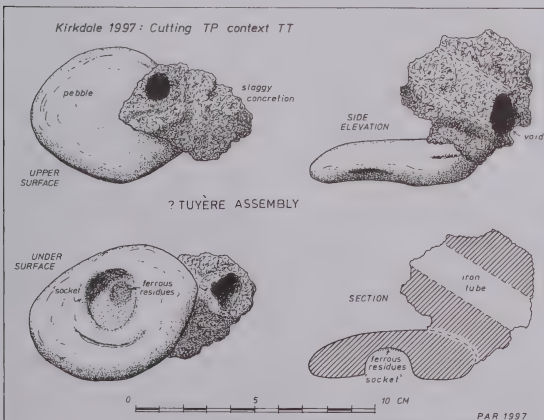 Kirkdale 1997: Cutting TP context TT
pebble
slaggy
concretion
UPPER
SURFACE
SIDE
ELEVATION
void
? TUYÈRE ASSEMBLY
UNDER
SURFACE
socket
ferrous
residues
iron
tube
SECTION
ferrous
residues
'socket'
0 5 10 CM
PAR 1997